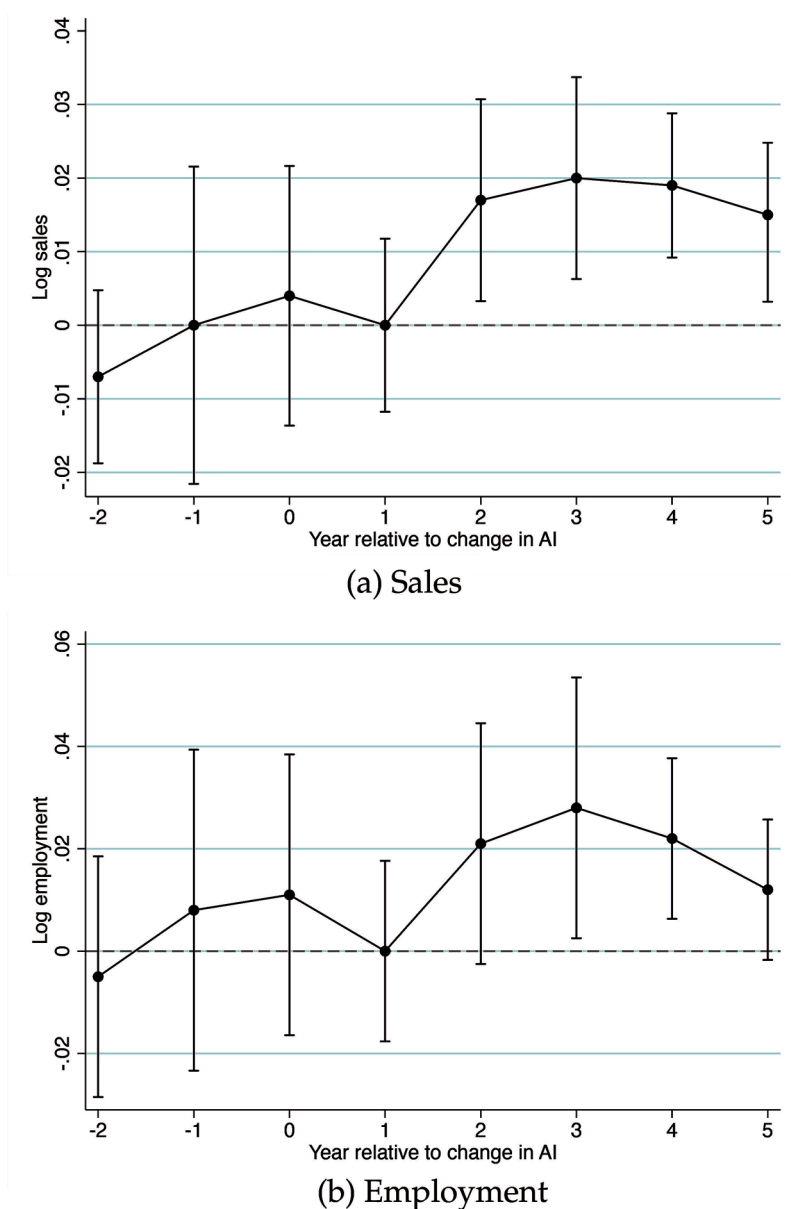 .04
.03
.02
.01
0
-.01
-.02
Log sales
-2 -1 0 1 2 3 4 5
Year relative to change in AI
(a) Sales
.06
.04
.02
0
-.02
Log employment
-2 -1 0 1 2 3 4 5
Year relative to change in AI
(b) Employment